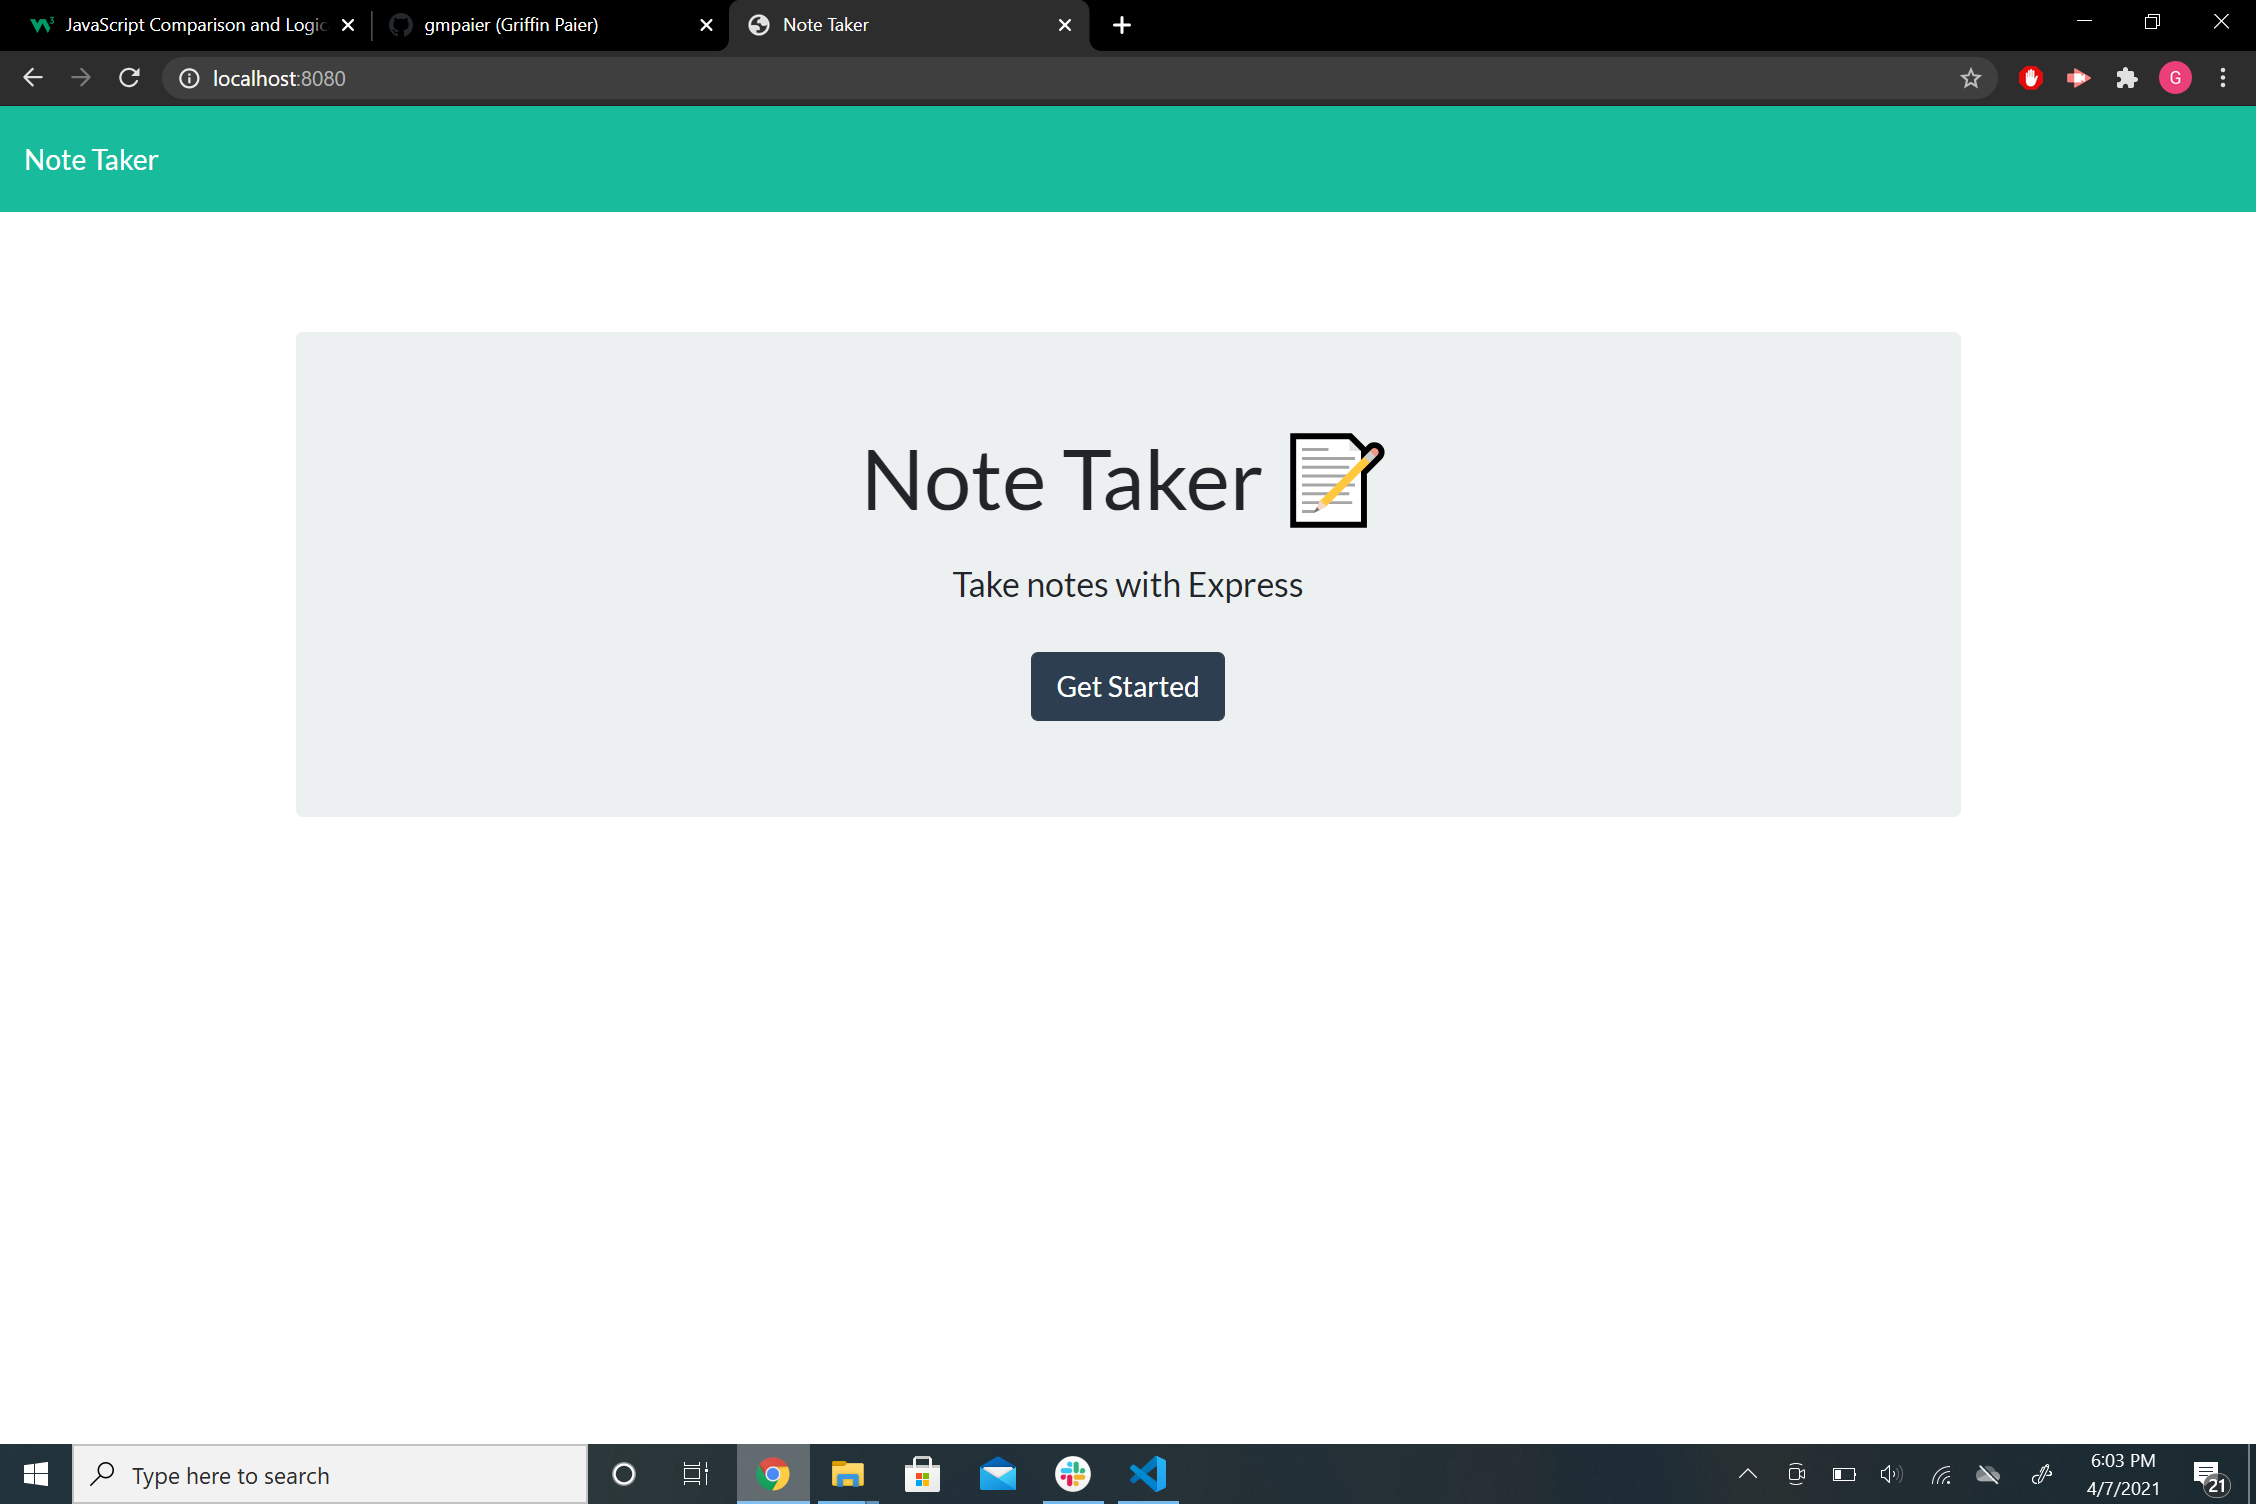 JavaScript Comparison and Logic
gmpaier (Griffin Paier)
Note Taker
localhost:8080
G
Note Taker
Note Taker
Take notes with Express
Get Started
Type here to search
6:03 PM
4/7/2021
21